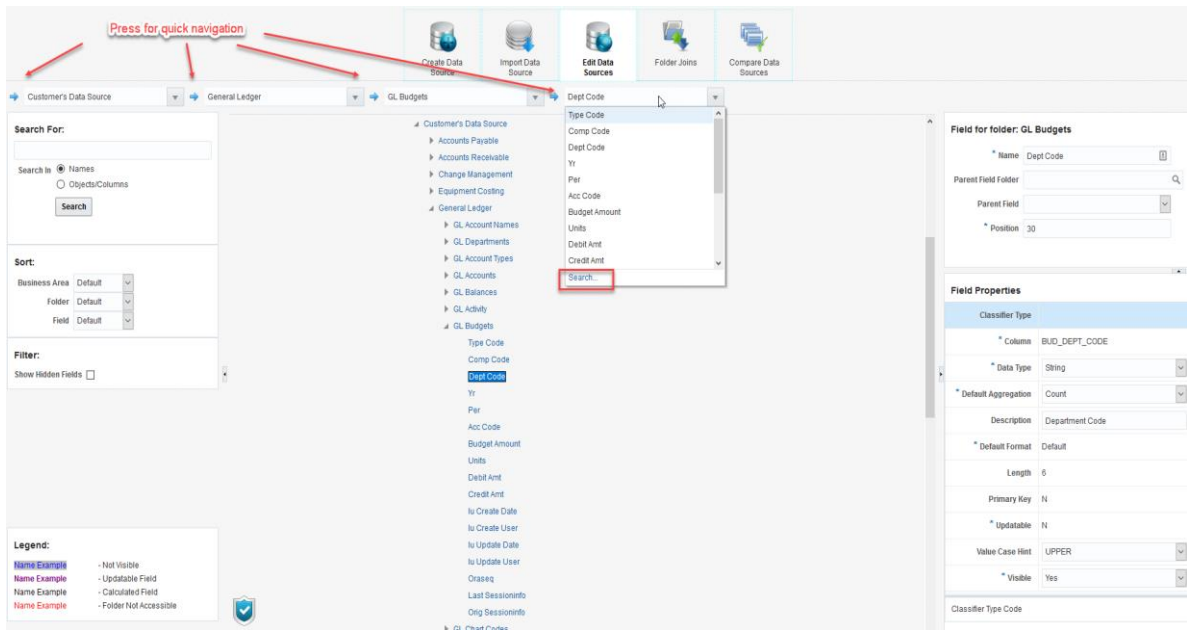 Press for quick navigation
Create Data Source
Import Data Source
Edit Data Sources
Folder Joins
Compare Data Sources
Customer's Data Source
General Ledger
GL Budgets
Dept Code
Search For:
Search In
Names
Objects/Columns
Search
Sort:
Business Area Default
Folder Default
Field Default
Filter:
Show Hidden Fields
Legend:
Name Example - Not Visible
Name Example - Updatable Field
Name Example - Calculated Field
Name Example - Folder Not Accessible
Customer's Data Source
Accounts Payable
Accounts Receivable
Change Management
Equipment Costing
General Ledger
GL Account Names
GL Departments
GL Account Types
GL Accounts
GL Balances
GL Activity
GL Budgets
Type Code
Comp Code
Dept Code
Yr
Per
Acc Code
Budget Amount
Units
Debit Amt
Credit Amt
Iu Create Date
Iu Create User
Iu Update Date
Iu Update User
Oraseq
Last Sessioninfo
Orig Sessioninfo
GL Chart Codes
Type Code
Comp Code
Dept Code
Yr
Per
Acc Code
Budget Amount
Units
Debit Amt
Credit Amt
Search...
Field for folder: GL Budgets
* Name Dept Code
Parent Field Folder
Parent Field
* Position 30
Field Properties
Classifier Type
* Column BUD_DEPT_CODE
* Data Type String
* Default Aggregation Count
Description Department Code
* Default Format Default
Length 6
Primary Key N
* Updatable N
Value Case Hint UPPER
* Visible Yes
Classifier Type Code